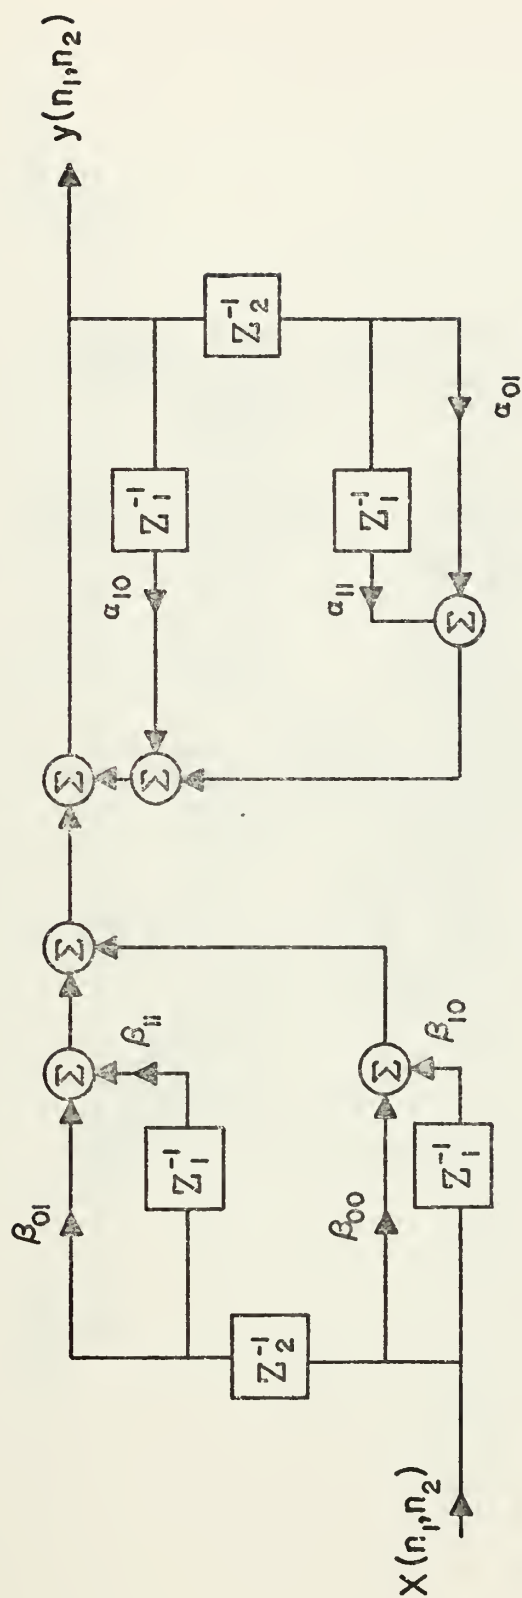 X(n₁,n₂)
β₀₁
Z₂⁻¹
Z₁⁻¹
β₁₁
Σ
Σ
β₀₀
Z₁⁻¹
β₁₀
Σ
Σ
Σ
α₁₀
Z₁⁻¹
Z₂⁻¹
α₁₁
Z₁⁻¹
Σ
α₀₁
y(n₁,n₂)